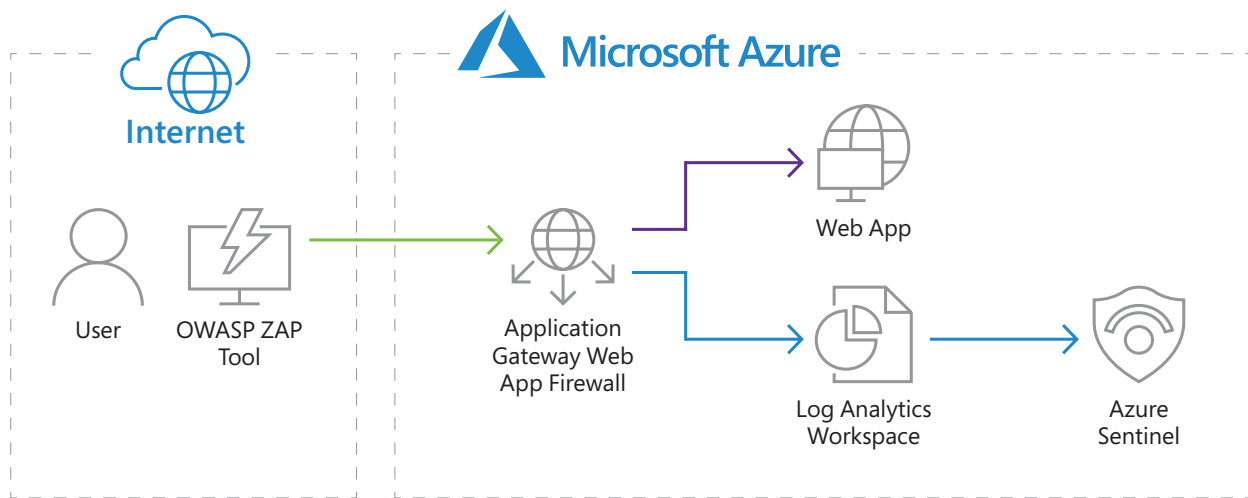 Internet
Microsoft Azure
User
OWASP ZAP
Tool
Application
Gateway Web
App Firewall
Web App
Log Analytics
Workspace
Azure
Sentinel